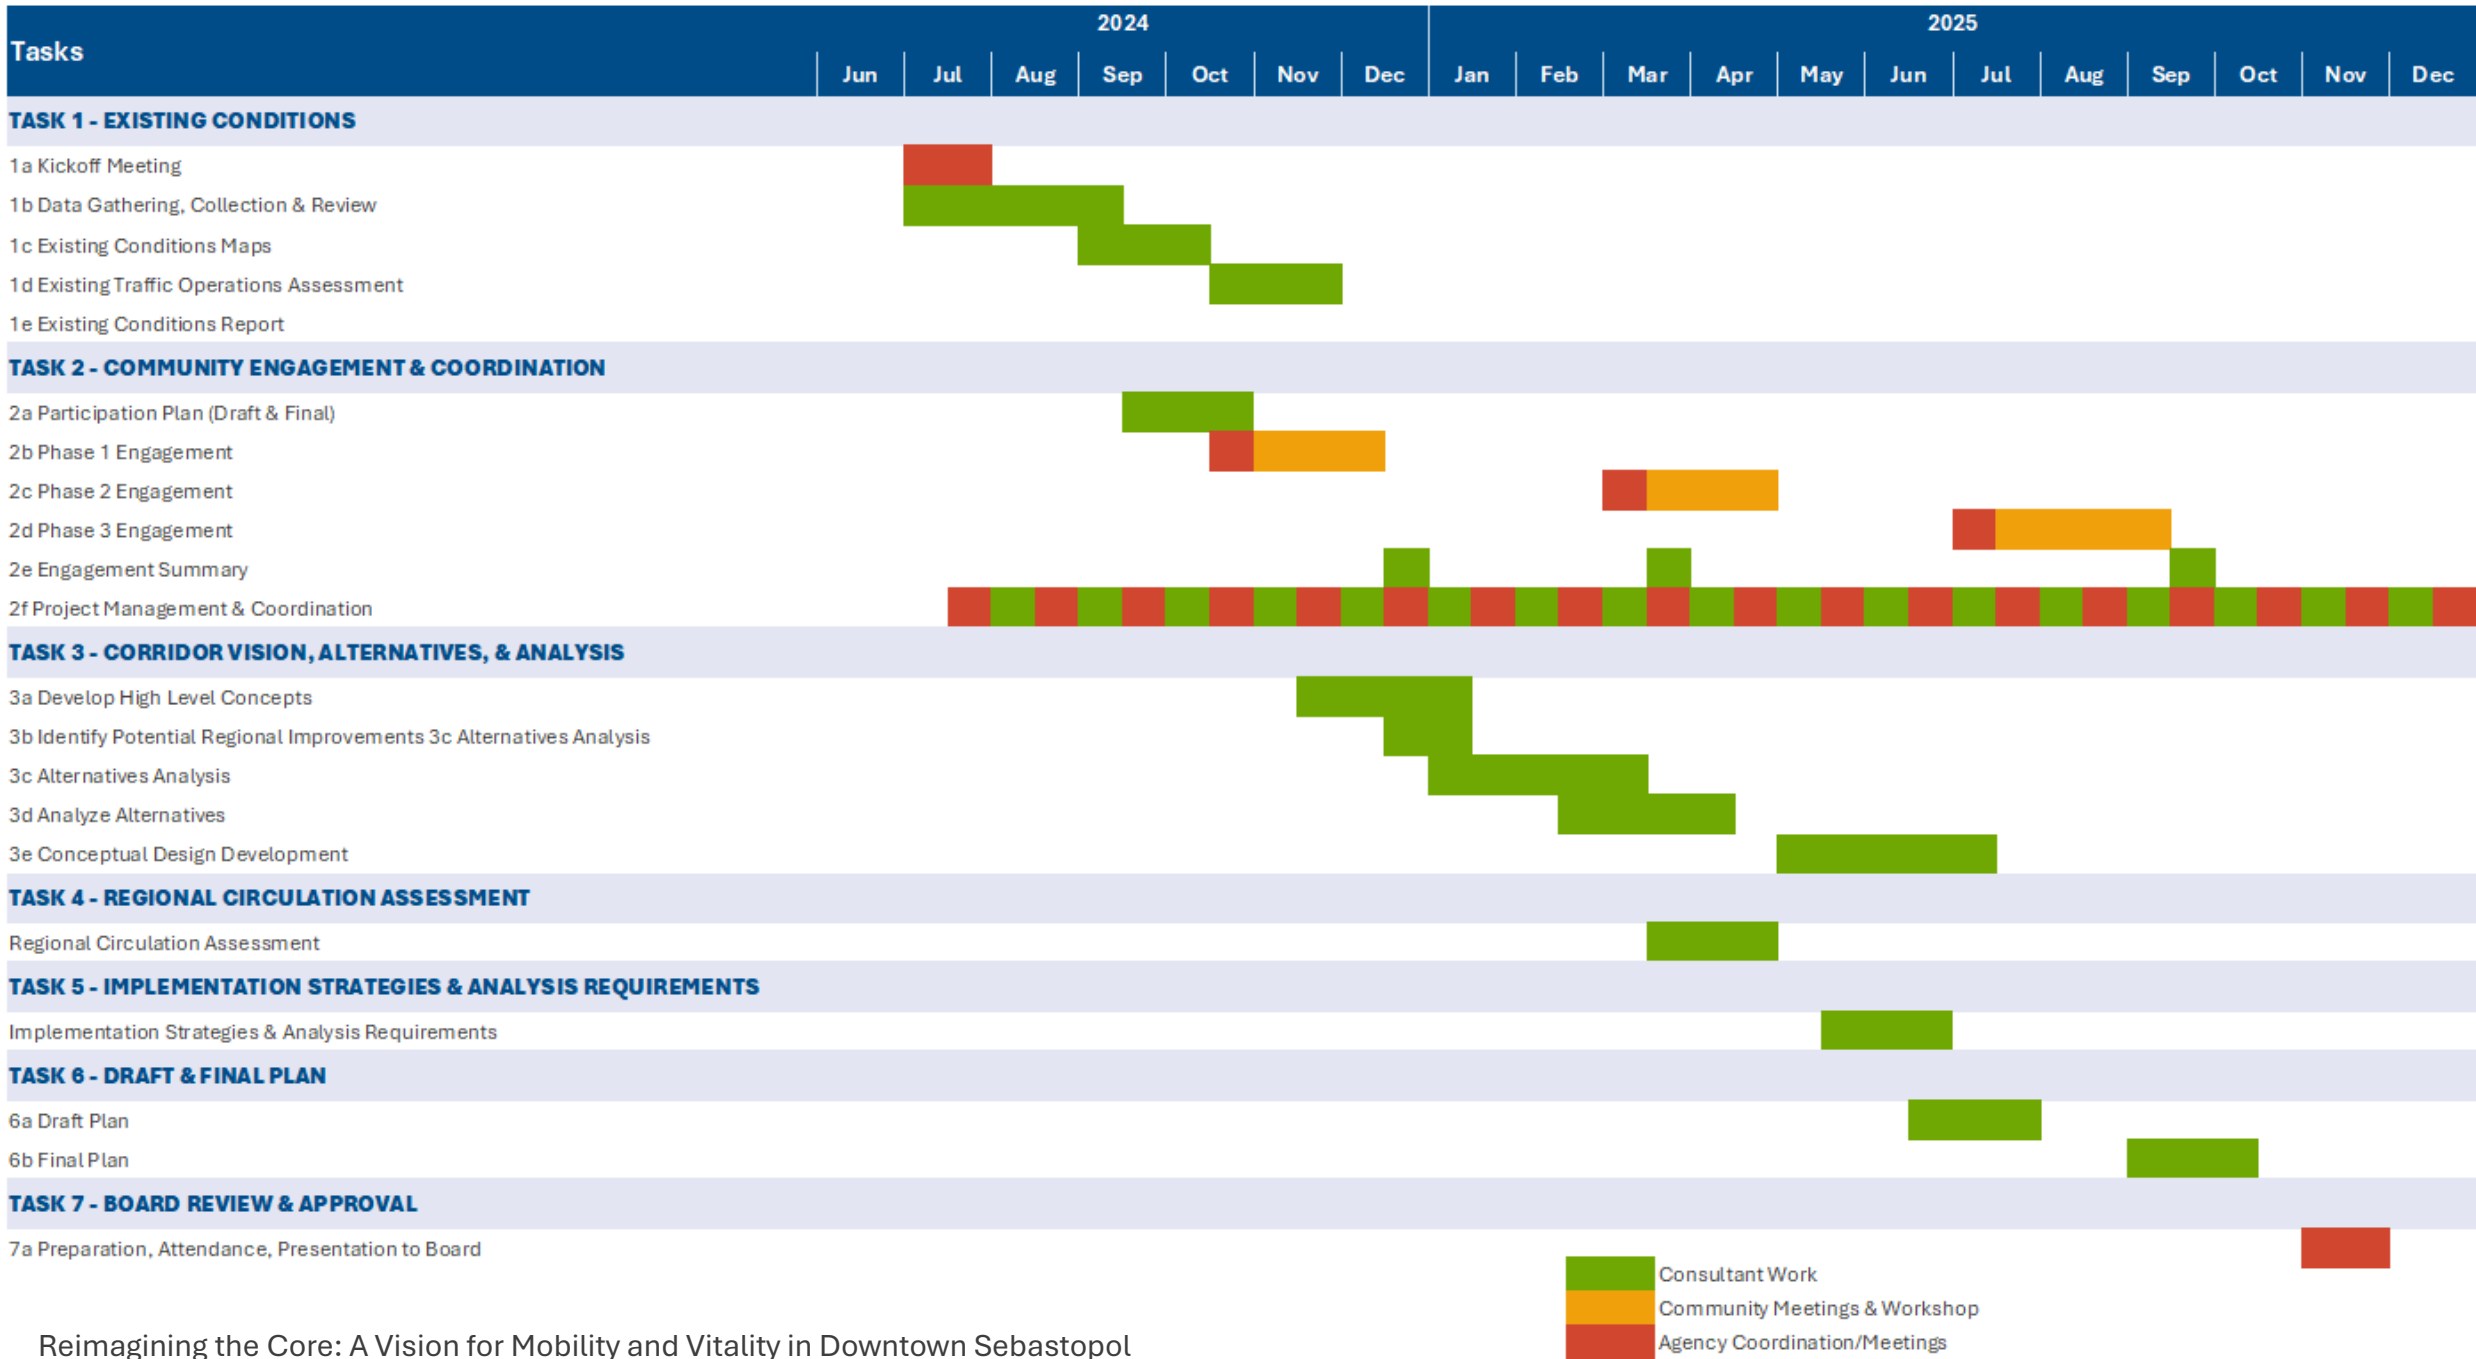 2024 2025
Tasks
Jun Jul Aug Sep Oct Nov Dec Jan Feb Mar Apr May Jun Jul Aug Sep Oct Nov Dec
TASK 1 - EXISTING CONDITIONS
1a Kickoff Meeting
1b Data Gathering, Collection & Review
1c Existing Conditions Maps
1d Existing Traffic Operations Assessment
1e Existing Conditions Report
TASK 2 - COMMUNITY ENGAGEMENT & COORDINATION
2a Participation Plan (Draft & Final)
2b Phase 1 Engagement
2c Phase 2 Engagement
2d Phase 3 Engagement
2e Engagement Summary
2f Project Management & Coordination
TASK 3 - CORRIDOR VISION, ALTERNATIVES, & ANALYSIS
3a Develop High Level Concepts
3b Identify Potential Regional Improvements 3c Alternatives Analysis
3c Alternatives Analysis
3d Analyze Alternatives
3e Conceptual Design Development
TASK 4 - REGIONAL CIRCULATION ASSESSMENT
Regional Circulation Assessment
TASK 5 - IMPLEMENTATION STRATEGIES & ANALYSIS REQUIREMENTS
Implementation Strategies & Analysis Requirements
TASK 6 - DRAFT & FINAL PLAN
6a Draft Plan
6b Final Plan
TASK 7 - BOARD REVIEW & APPROVAL
7a Preparation, Attendance, Presentation to Board
Consultant Work
Community Meetings & Workshop
Agency Coordination/Meetings
Reimagining the Core: A Vision for Mobility and Vitality in Downtown Sebastopol